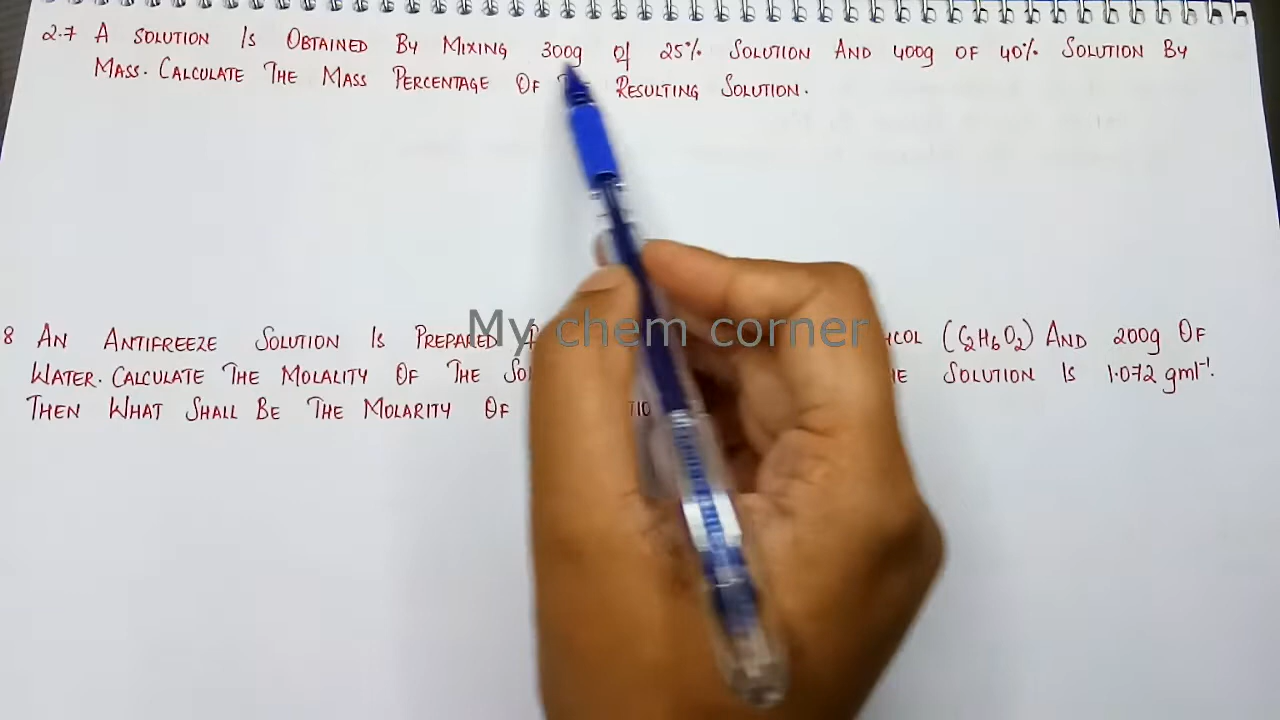 2.7 A SOLUTION IS OBTAINED BY MIXING 300g of 25% SOLUTION AND 400g OF 40% SOLUTION BY
MASS. CALCULATE THE MASS PERCENTAGE OF RESULTING SOLUTION.
My chem corner
8 AN ANTIFREEZE SOLUTION IS PREPARED (C2H6O2) AND 200g OF
WATER. CALCULATE THE MOLALITY OF THE SOLUTION IS 1.072 gml⁻¹.
THEN WHAT SHALL BE THE MOLARITY OF